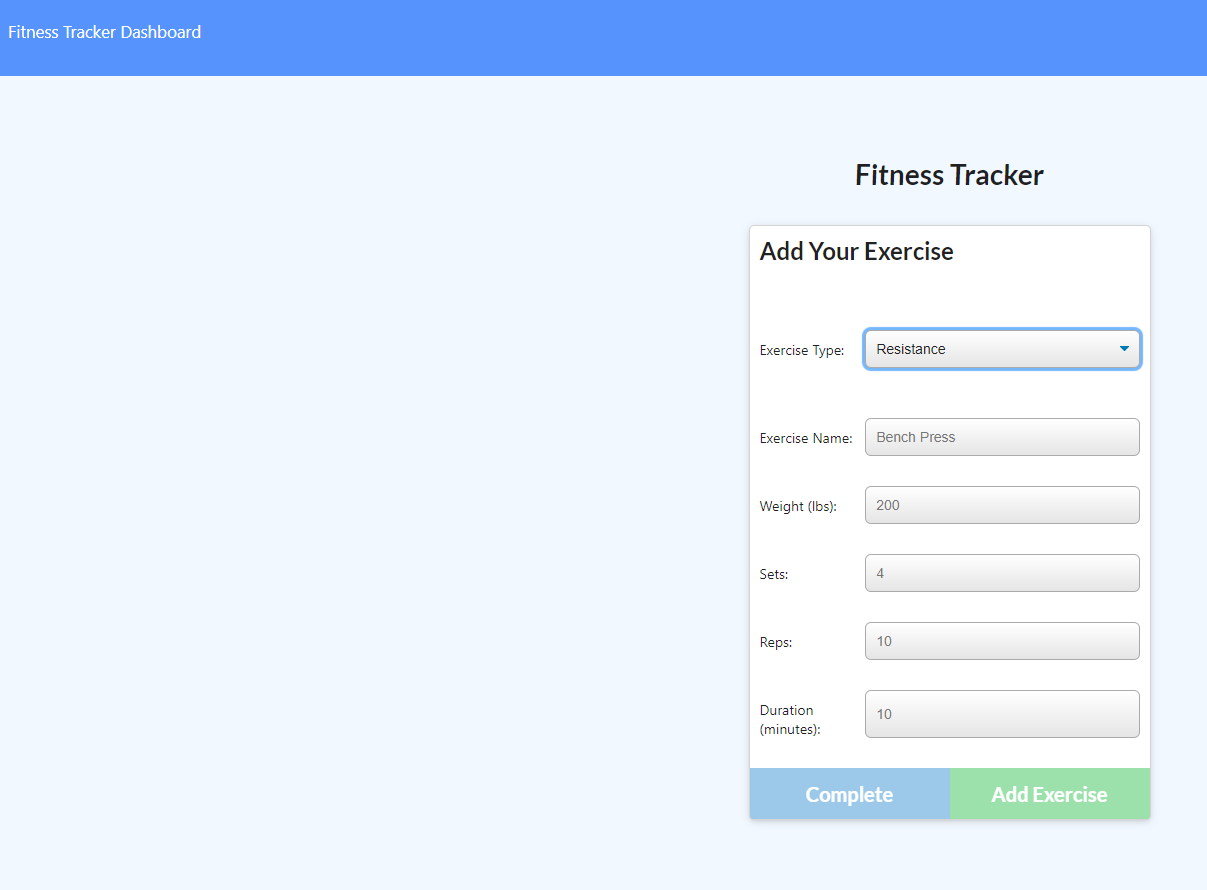 Fitness Tracker Dashboard
Fitness Tracker
Add Your Exercise
Exercise Type: Resistance
Exercise Name: Bench Press
Weight (lbs): 200
Sets: 4
Reps: 10
Duration
(minutes): 10
Complete Add Exercise